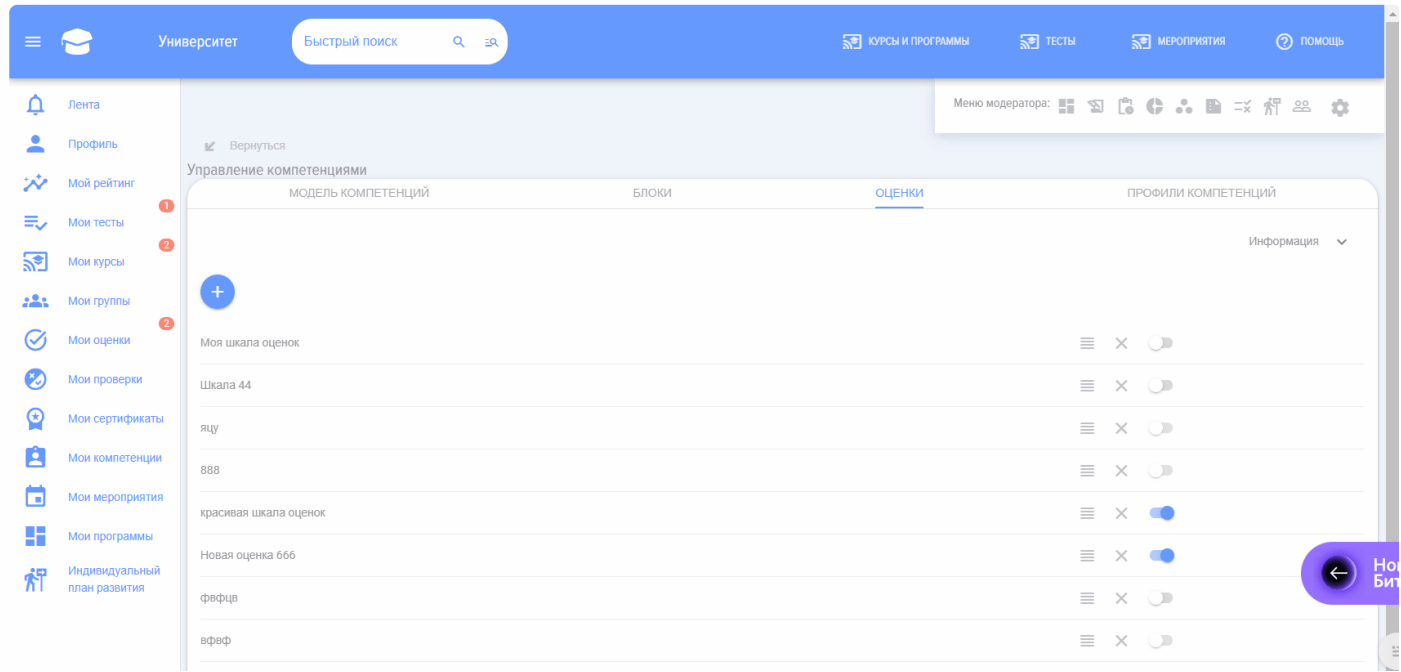 Университет
Быстрый поиск
КУРСЫ И ПРОГРАММЫ
ТЕСТЫ
МЕРОПРИЯТИЯ
ПОМОЩЬ
Меню модератора:
Лента
Профиль
Мой рейтинг
1
Мои тесты
2
Мои курсы
Мои группы
2
Мои оценки
Мои проверки
Мои сертификаты
Мои компетенции
Мои мероприятия
Мои программы
Индивидуальный
план развития
Вернуться
Управление компетенциями
МОДЕЛЬ КОМПЕТЕНЦИЙ
БЛОКИ
ОЦЕНКИ
ПРОФИЛИ КОМПЕТЕНЦИЙ
Информация
Моя шкала оценок
Шкала 44
яцу
888
красивая шкала оценок
Новая оценка 666
фвфцв
вфвф